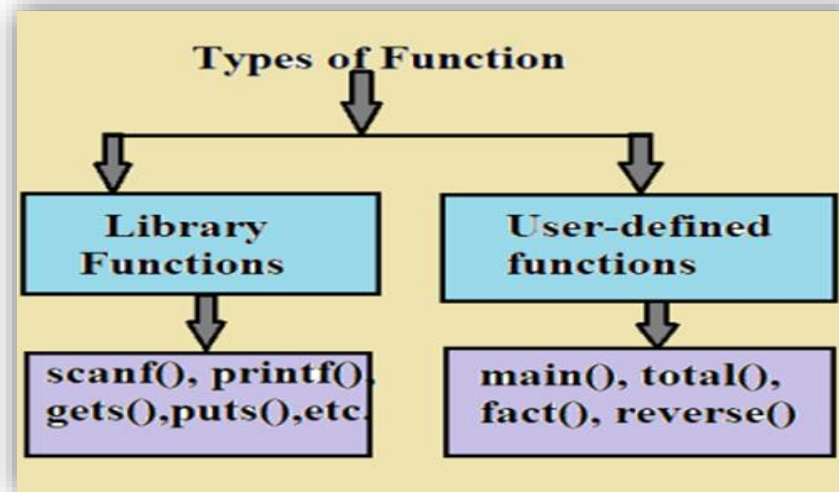 Types of Function
Library
Functions
User-defined
functions
scanf(), printf(),
gets(),puts(),etc.
main(), total(),
fact(), reverse()